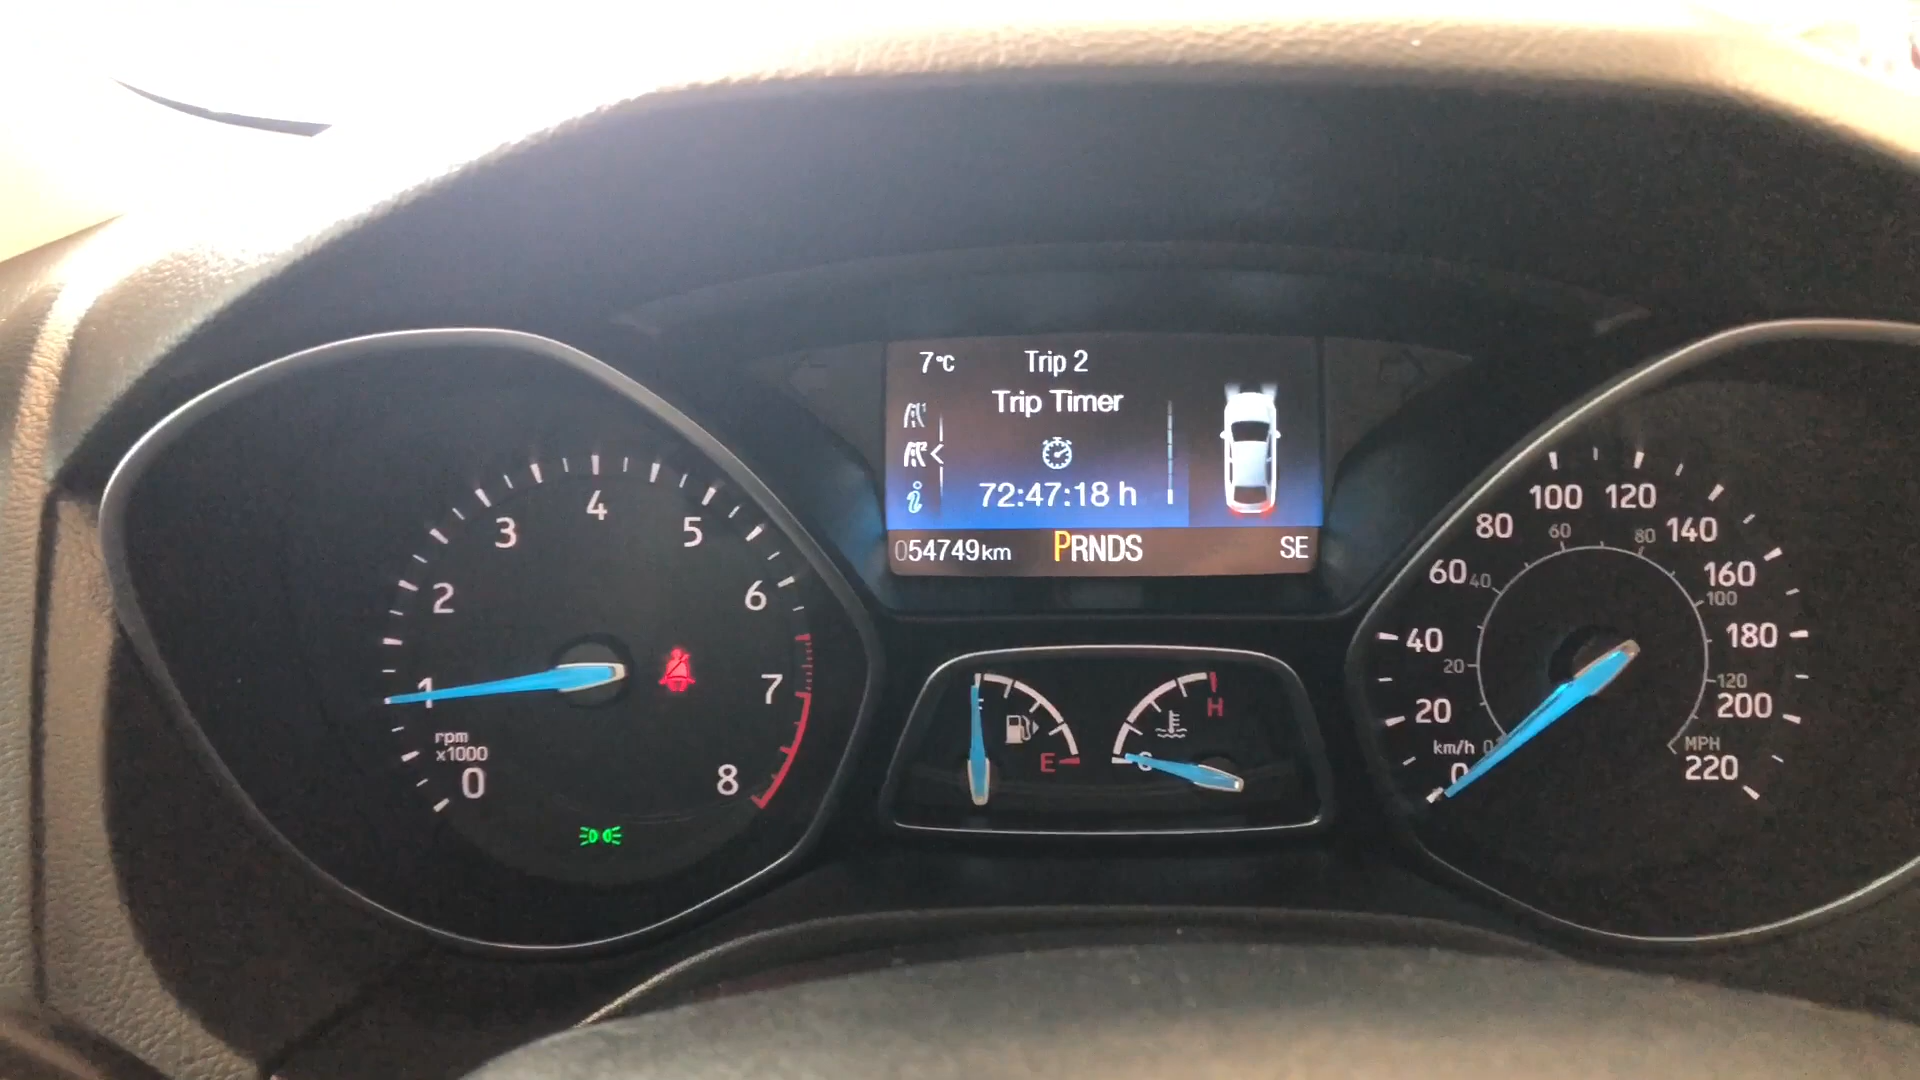 7°C Trip 2
Trip Timer
72:47:18 h
054749km PRNDS SE
0 1 2 3 4 5 6 7 8
rpm
x1000
E
H
C
0 20 40 60 80 100 120 140 160 180 200 220
km/h
0 20 40 60 80 100 120
MPH